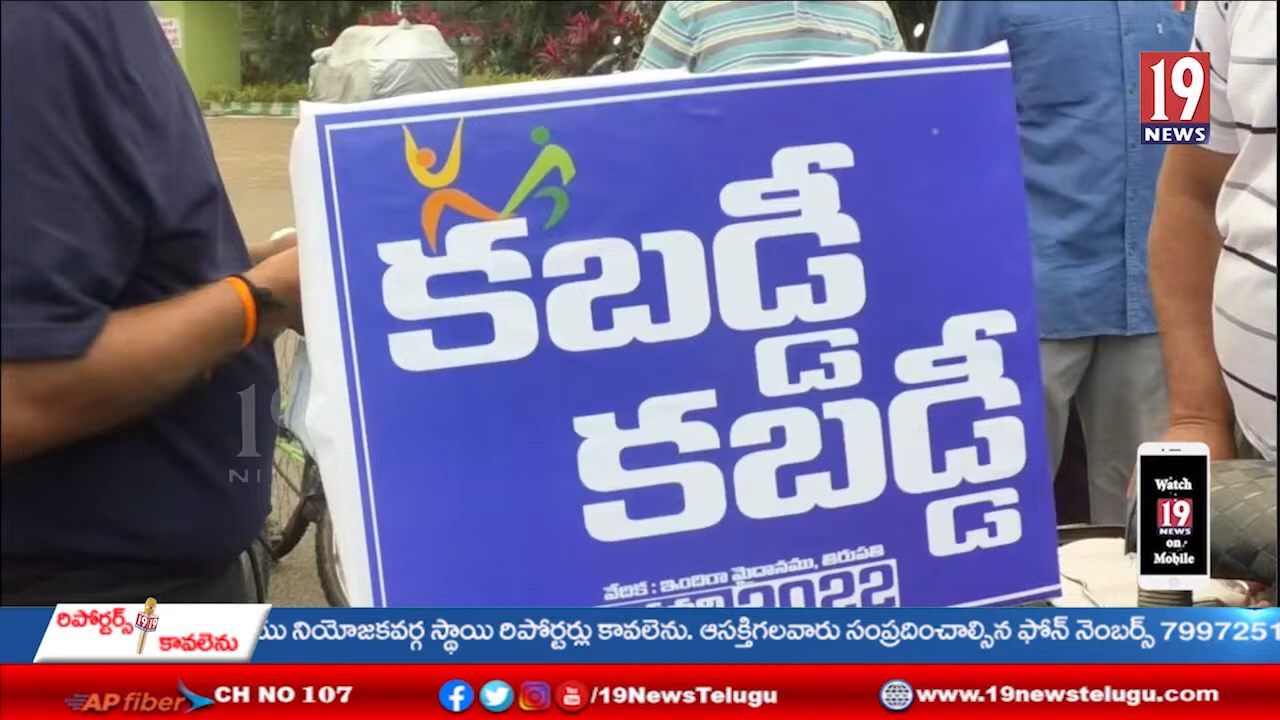 19
NEWS
కబడ్డీ
కబడ్డీ
వేదిక : ఇందిరా మైదానము, తిరుపతి
2022
Watch
19
NEWS
on
Mobile
రిపోర్టర్స్
కావలెను
ము నియోజకవర్గ స్థాయి రిపోర్టర్లు కావలెను. ఆసక్తిగలవారు సంప్రదించాల్సిన ఫోన్ నెంబర్స్ 7997251
AP fiber CH NO 107 /19NewsTelugu www.19newstelugu.com